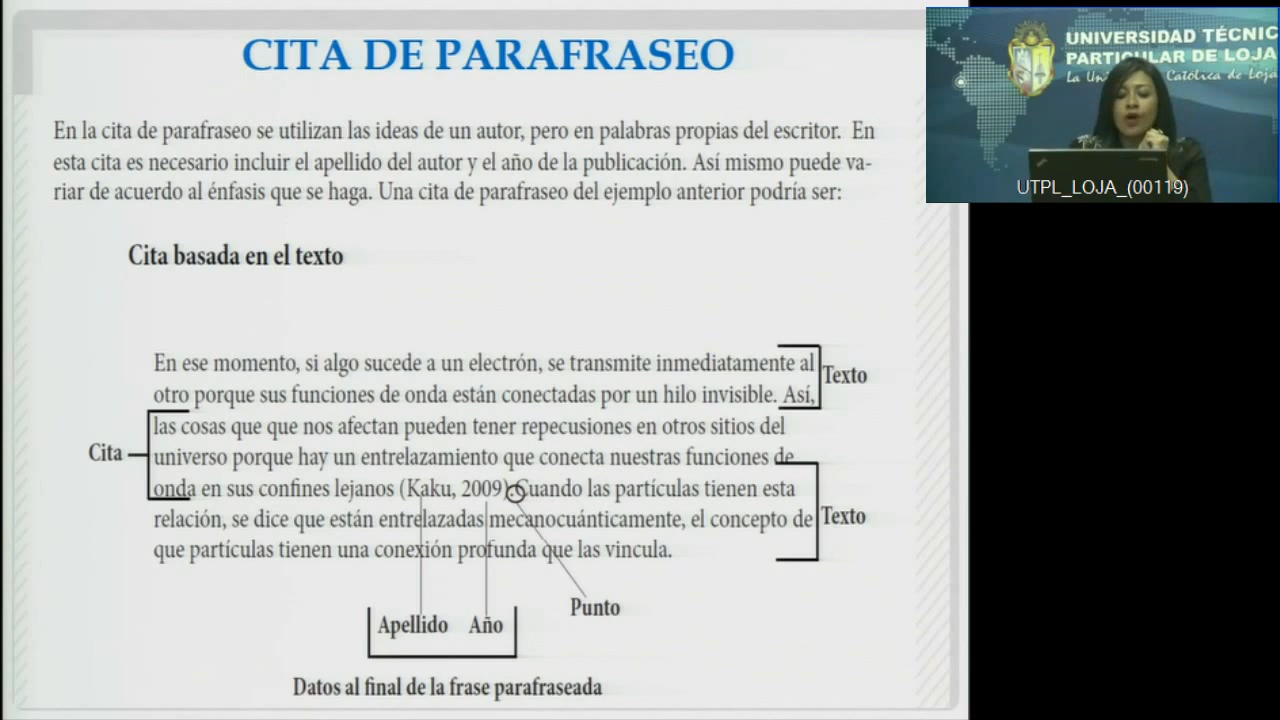 CITA DE PARAFRASEO
En la cita de parafraseo se utilizan las ideas de un autor, pero en palabras propias del escritor. En
esta cita es necesario incluir el apellido del autor y el año de la publicación. Así mismo puede va-
riar de acuerdo al énfasis que se haga. Una cita de parafraseo del ejemplo anterior podría ser:
Cita basada en el texto
En ese momento, si algo sucede a un electrón, se transmite inmediatamente al
otro porque sus funciones de onda están conectadas por un hilo invisible. Así,
las cosas que que nos afectan pueden tener repecusiones en otros sitios del
universo porque hay un entrelazamiento que conecta nuestras funciones de
onda en sus confines lejanos (Kaku, 2009). Cuando las partículas tienen esta
relación, se dice que están entrelazadas mecanocuánticamente, el concepto de
que partículas tienen una conexión profunda que las vincula.
Texto
Cita
Texto
Punto
Apellido Año
Datos al final de la frase parafraseada
UNIVERSIDAD TÉCNIC
PARTICULAR DE LOJA
La Un Católica de Loja
UTPL_LOJA_(00119)